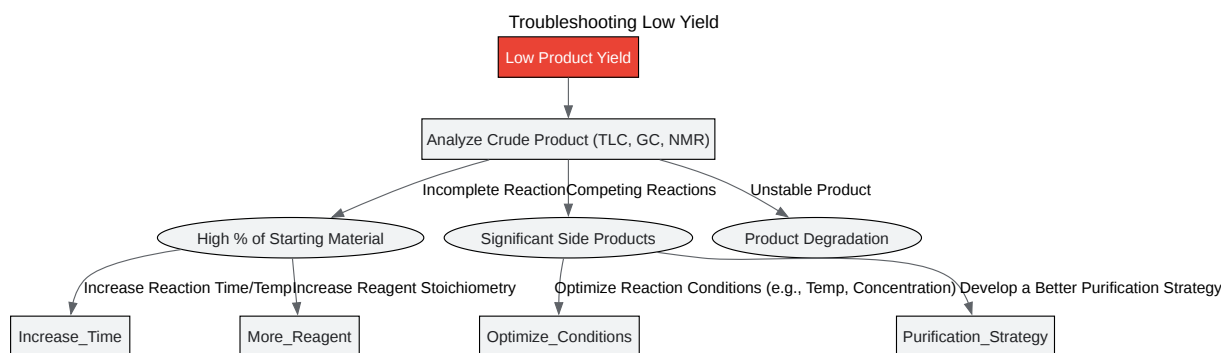 Troubleshooting Low Yield
Low Product Yield
Analyze Crude Product (TLC, GC, NMR)
Incomplete Reaction
Competing Reactions
Unstable Product
High % of Starting Material
Significant Side Products
Product Degradation
Increase Reaction Time/Temp
Increase Reagent Stoichiometry
Optimize Reaction Conditions (e.g., Temp, Concentration)
Develop a Better Purification Strategy
Increase_Time
More_Reagent
Optimize_Conditions
Purification_Strategy